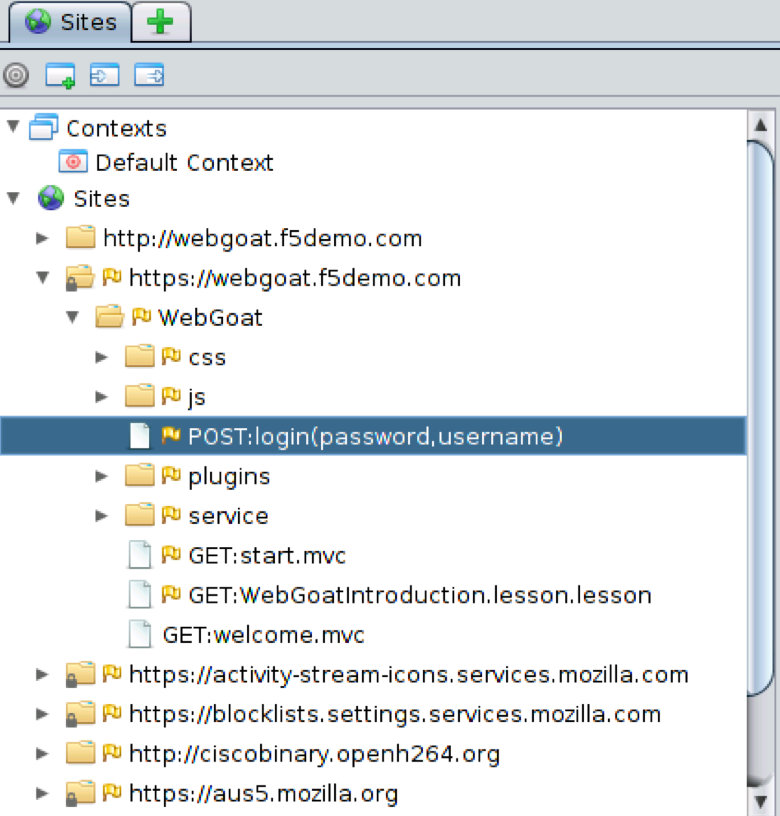 Sites
Contexts
Default Context
Sites
http://webgoat.f5demo.com
https://webgoat.f5demo.com
WebGoat
css
js
POST:login(password,username)
plugins
service
GET:start.mvc
GET:WebGoatIntroduction.lesson.lesson
GET:welcome.mvc
https://activity-stream-icons.services.mozilla.com
https://blocklists.settings.services.mozilla.com
http://ciscobinary.openh264.org
https://aus5.mozilla.org